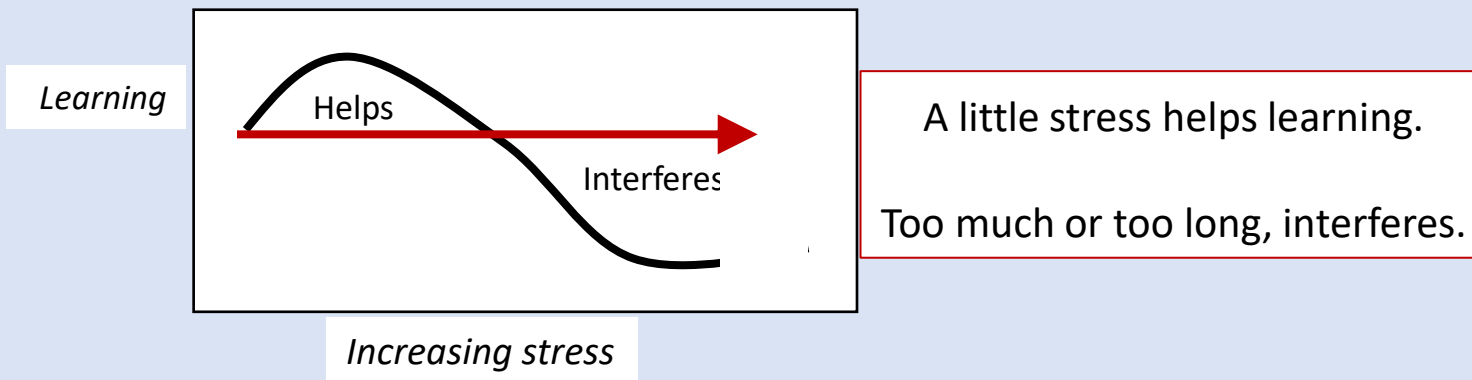 Learning
Helps
Interferes
Increasing stress
A little stress helps learning.
Too much or too long, interferes.